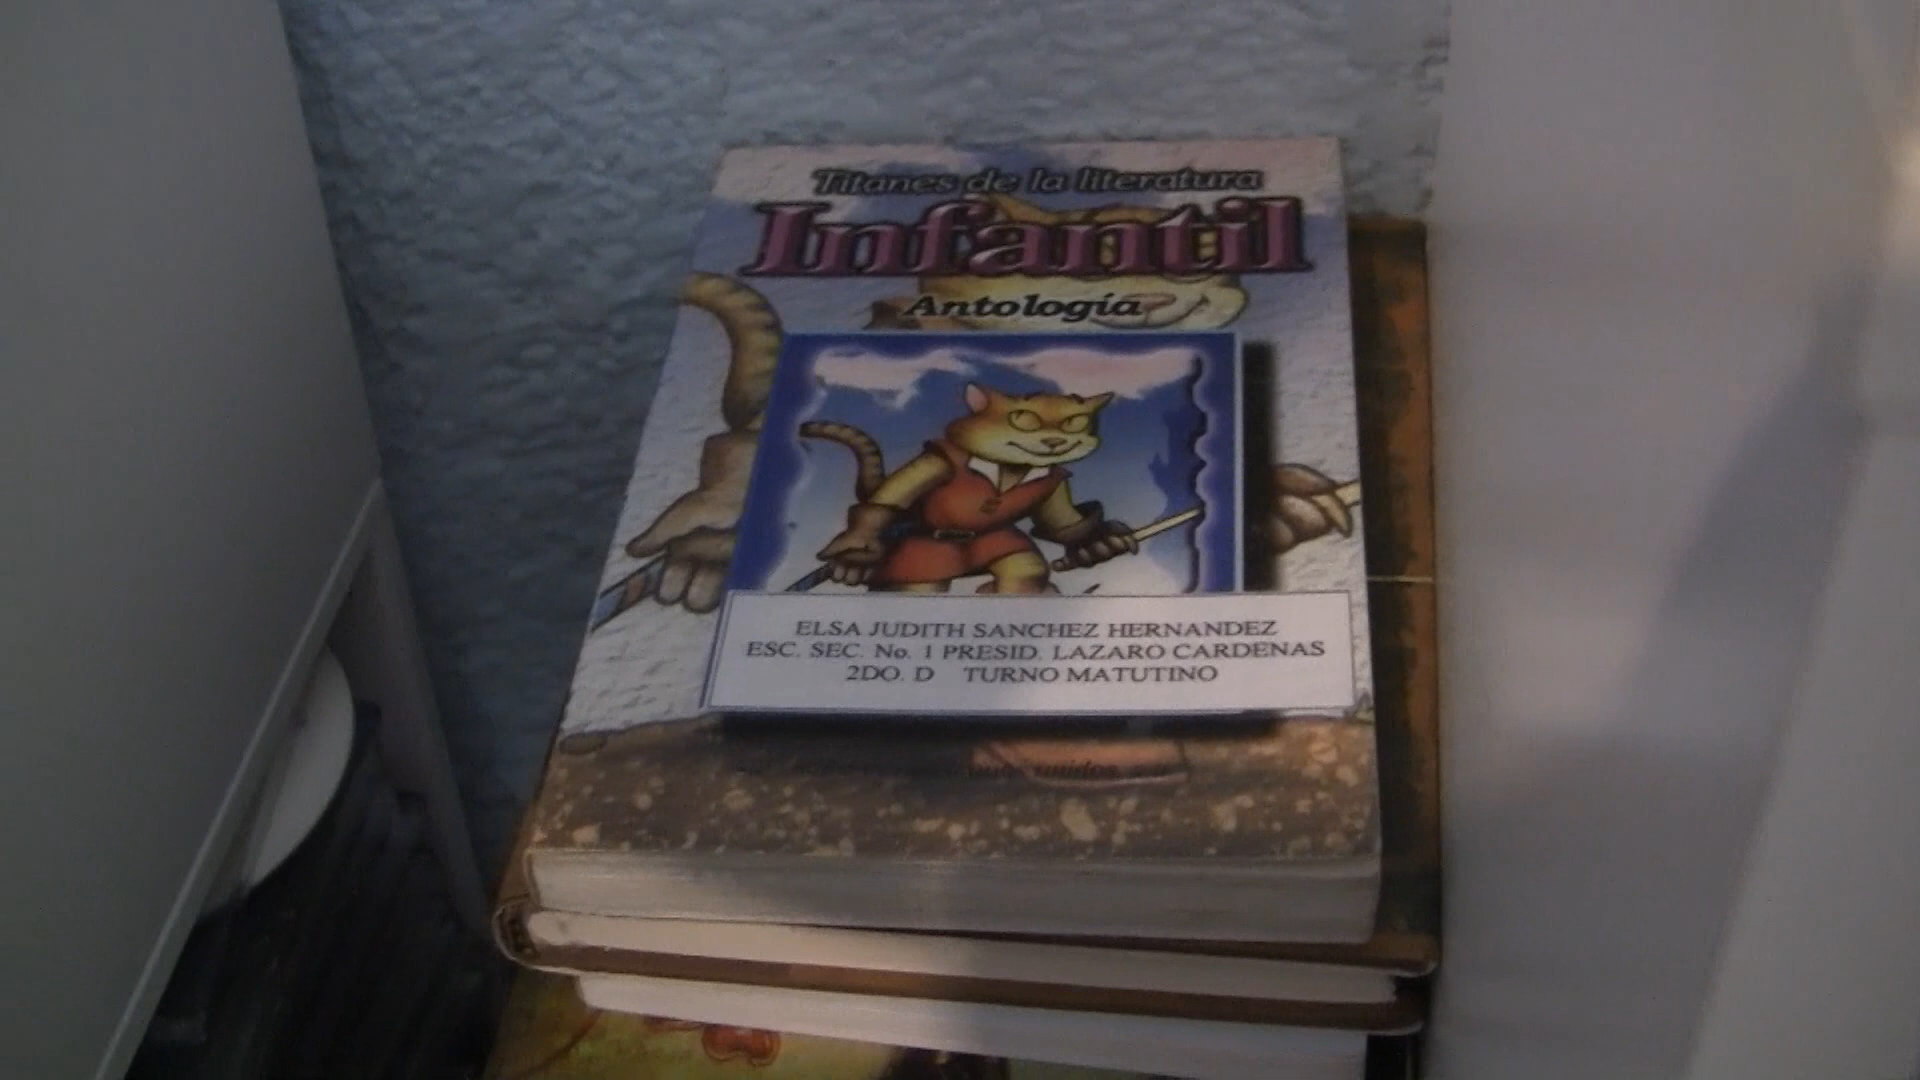 Titanes de la literatura
Infantil
Antología
ELSA JUDITH SANCHEZ HERNANDEZ
ESC. SEC. No. 1 PRESID. LAZARO CARDENAS
2DO. D TURNO MATUTINO
unidos